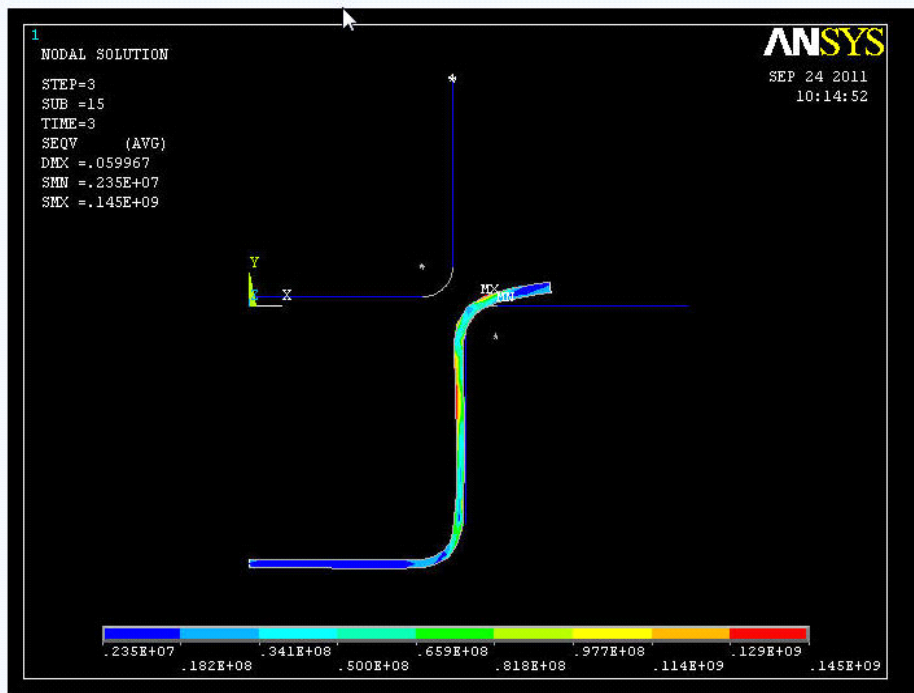 1
ANSYS
NODAL SOLUTION
SEP 24 2011
10:14:52
STEP=3
SUB =15
TIME=3
SEQV (AVG)
DMX =.059967
SMN =.235E+07
SMX =.145E+09
Y
Z X
MX
MN
.235E+07 .341E+08 .659E+08 .977E+08 .129E+09
.182E+08 .500E+08 .818E+08 .114E+09 .145E+09